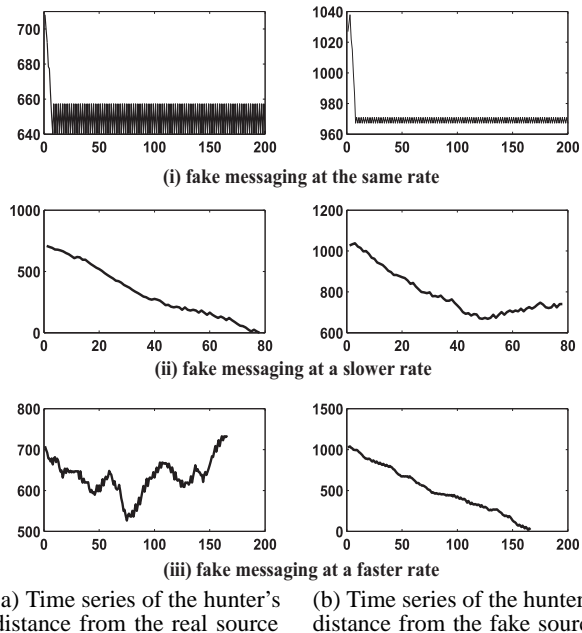 700
680
660
640
0 50 100 150 200
1040
1020
1000
980
960
0 50 100 150 200
(i) fake messaging at the same rate
1000
500
0
0 20 40 60 80
1200
1000
800
600
0 20 40 60 80
(ii) fake messaging at a slower rate
800
700
600
500
0 50 100 150 200
1500
1000
500
0
0 50 100 150 200
(iii) fake messaging at a faster rate
a) Time series of the hunter's
distance from the real source
(b) Time series of the hunter
distance from the fake sour